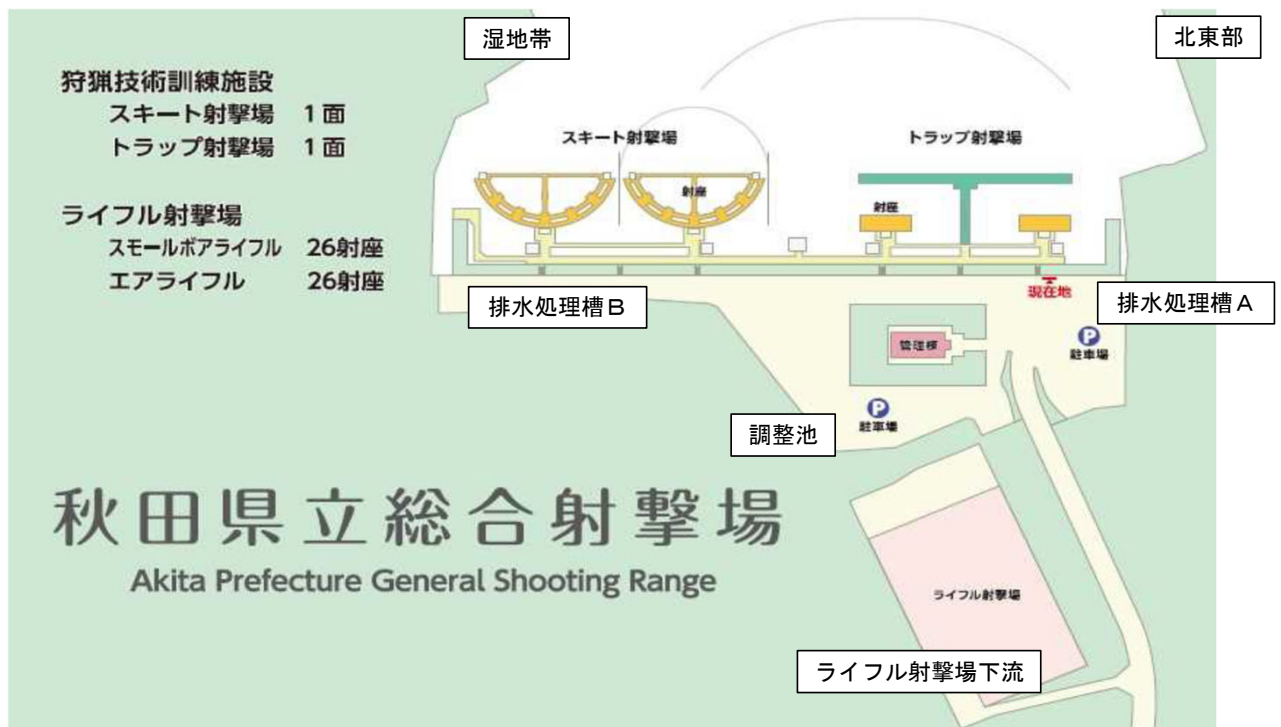 湿地帯
北東部
狩猟技術訓練施設
スキート射撃場 1面
トラップ射撃場 1面
ライフル射撃場
スモールボアライフル 26射座
エアライフル 26射座
スキート射撃場
トラップ射撃場
射座
射座
現在地
排水処理槽B
排水処理槽A
管理棟
P
駐車場
P
駐車場
調整池
秋田県立総合射撃場
Akita Prefecture General Shooting Range
ライフル射撃場
ライフル射撃場下流